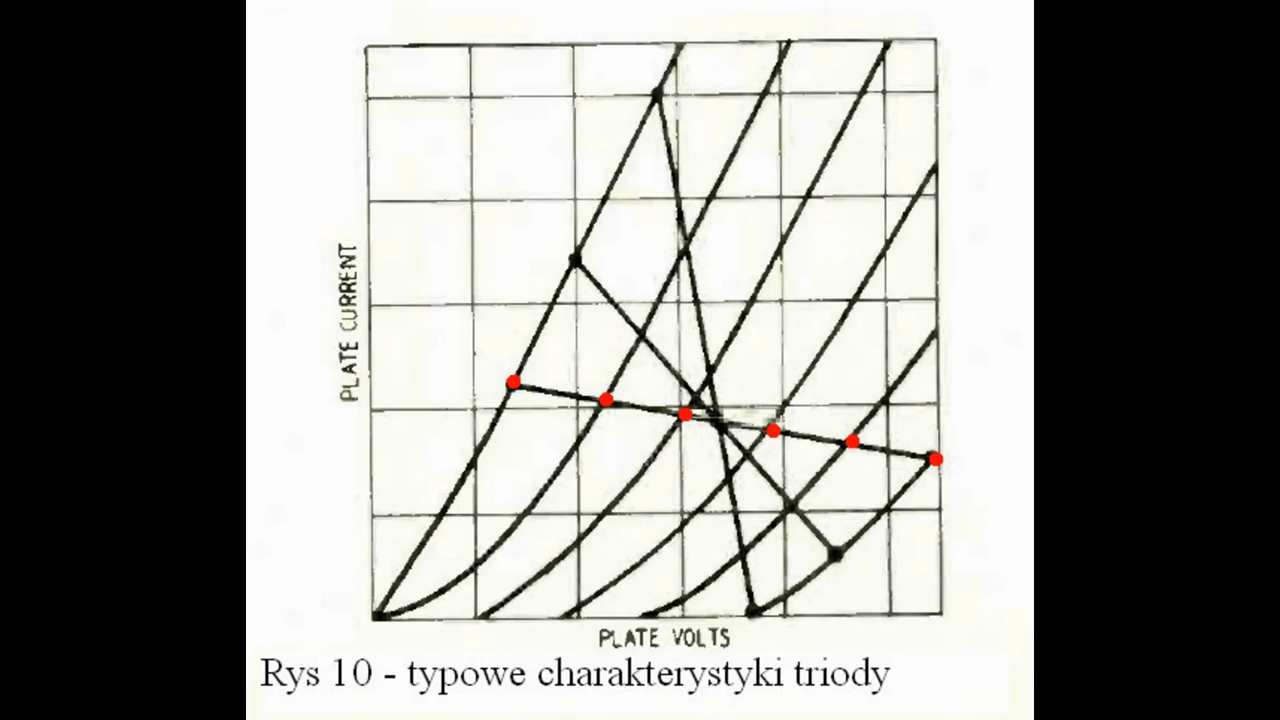 PLATE CURRENT
PLATE VOLTS
Rys 10 - typowe charakterystyki triody